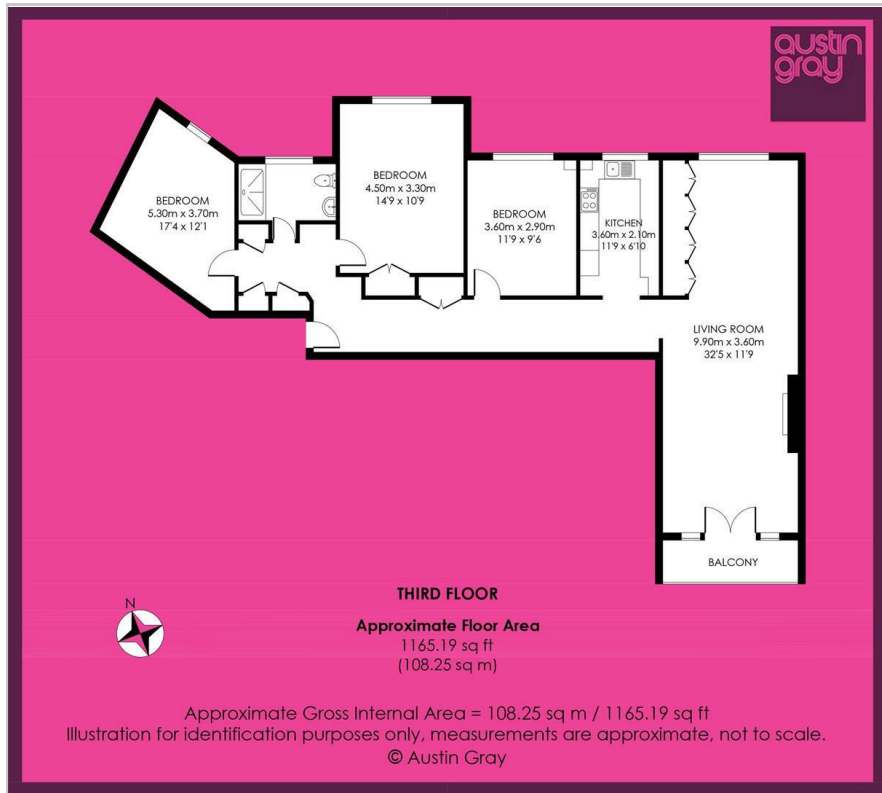 austin
gray
BEDROOM
5.30m x 3.70m
17'4 x 12'1
BEDROOM
4.50m x 3.30m
14'9 x 10'9
BEDROOM
3.60m x 2.90m
11'9 x 9'6
KITCHEN
3.60m x 2.10m
11'9 x 6'10
LIVING ROOM
9.90m x 3.60m
32'5 x 11'9
BALCONY
N
THIRD FLOOR
Approximate Floor Area
1165.19 sq ft
(108.25 sq m)
Approximate Gross Internal Area = 108.25 sq m / 1165.19 sq ft
Illustration for identification purposes only, measurements are approximate, not to scale.
© Austin Gray